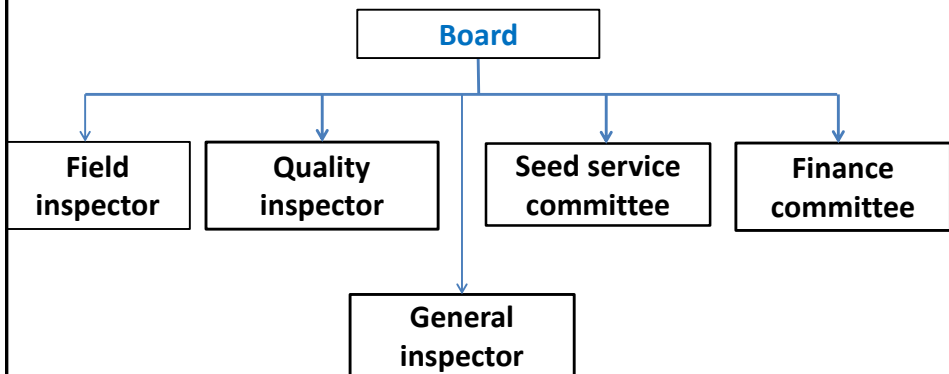 Board
Field
inspector
Quality
inspector
Seed service
committee
Finance
committee
General
inspector